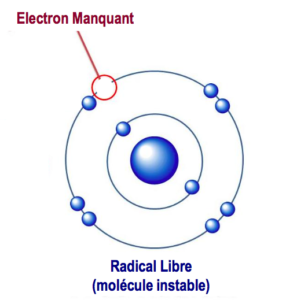 Electron Manquant
Radical Libre
(molécule instable)